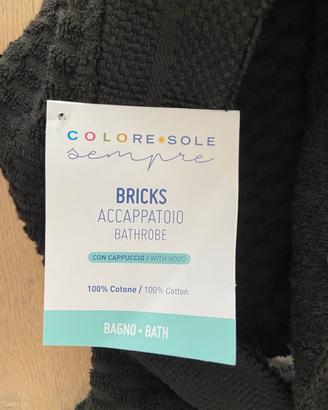 COLORE SOLE
sempre
BRICKS
ACCAPPATOIO
BATHROBE
CON CAPPUCCIO / WITH HOOD
100% Cotone / 100% Cotton
BAGNO • BATH